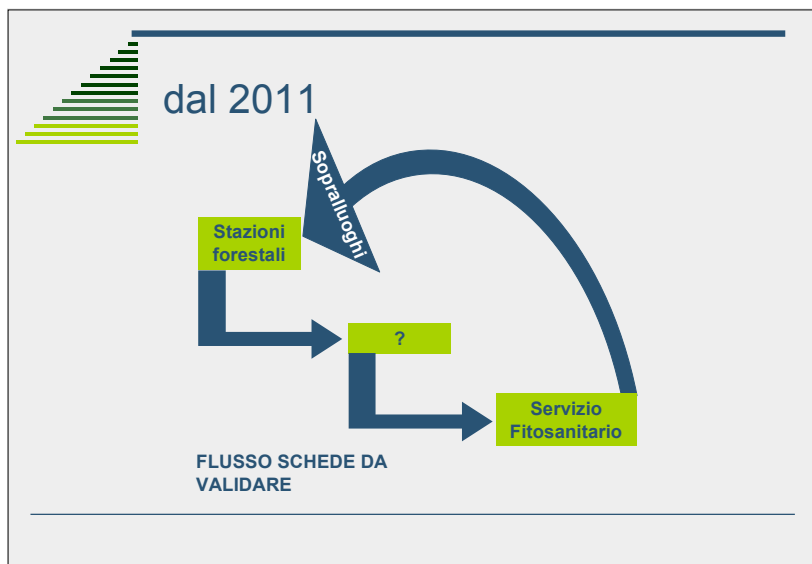 dal 2011
Sopralluoghi
Stazioni
forestali
?
Servizio
Fitosanitario
FLUSSO SCHEDE DA
VALIDARE